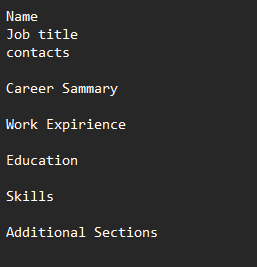 Name
Job title
contacts
Career Sammary
Work Expirience
Education
Skills
Additional Sections